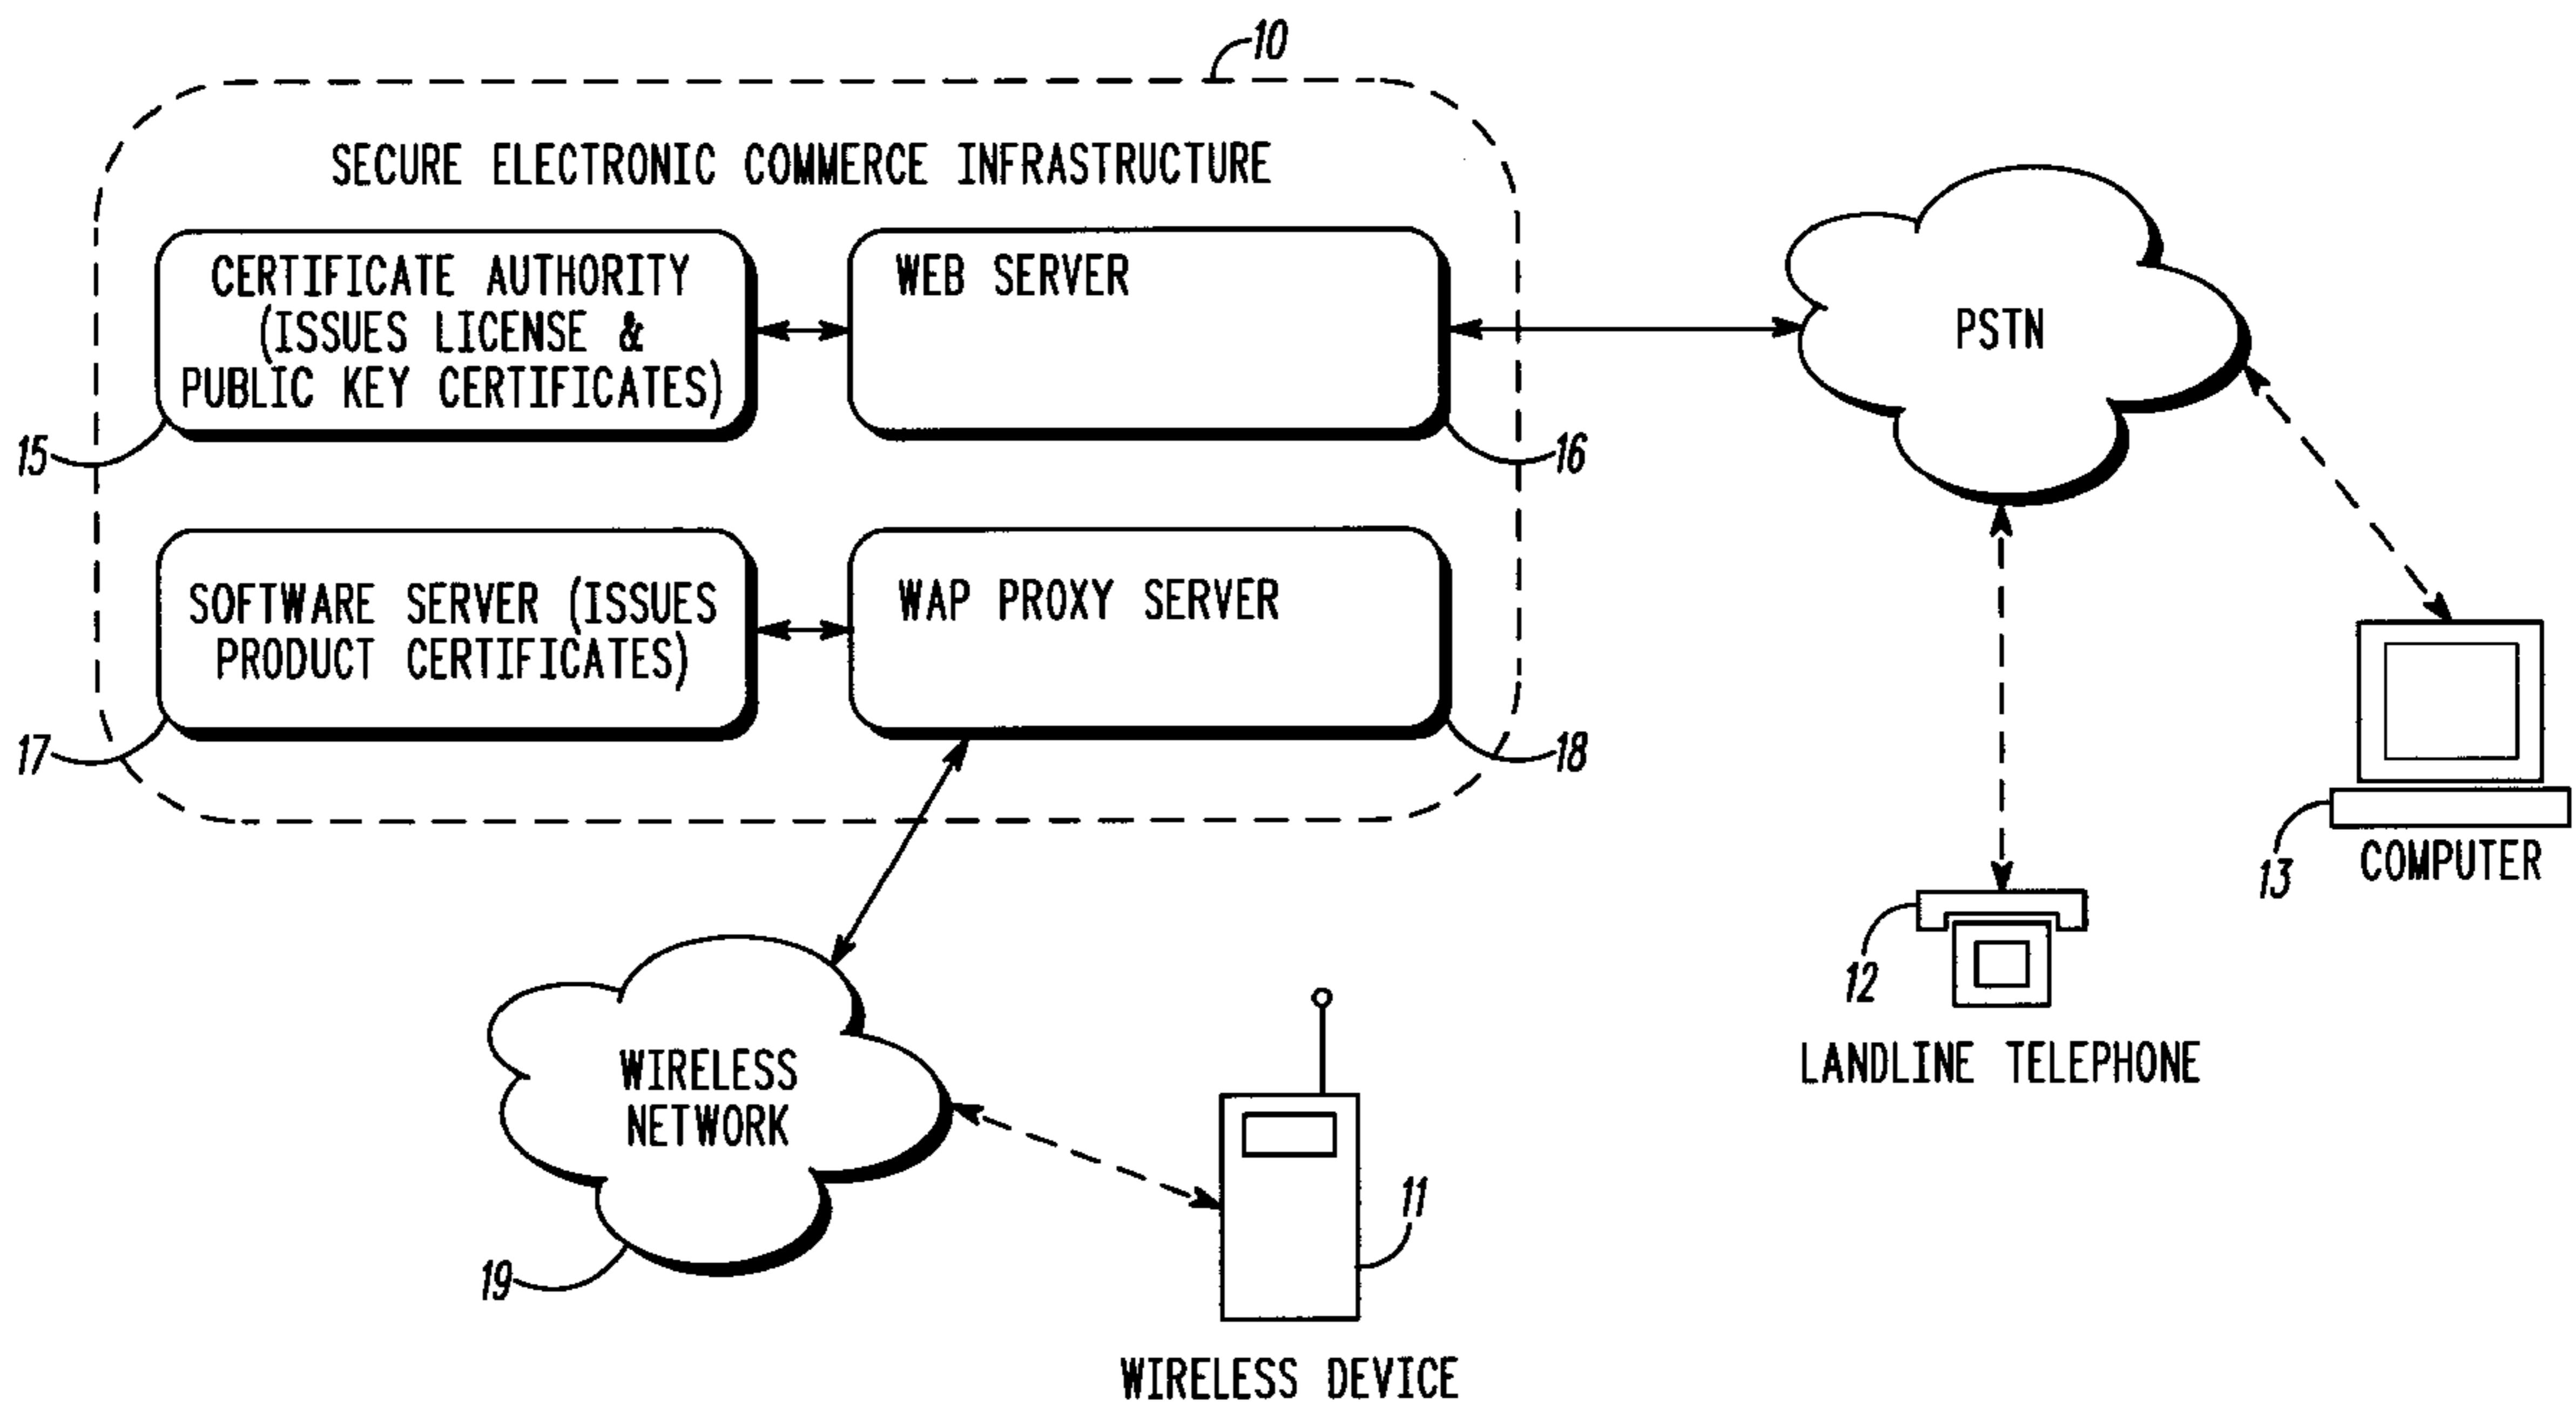 10
SECURE ELECTRONIC COMMERCE INFRASTRUCTURE
CERTIFICATE AUTHORITY
(ISSUES LICENSE &
PUBLIC KEY CERTIFICATES)
15
WEB SERVER
16
PSTN
SOFTWARE SERVER (ISSUES
PRODUCT CERTIFICATES)
17
WAP PROXY SERVER
18
13
COMPUTER
12
LANDLINE TELEPHONE
WIRELESS
NETWORK
19
11
WIRELESS DEVICE